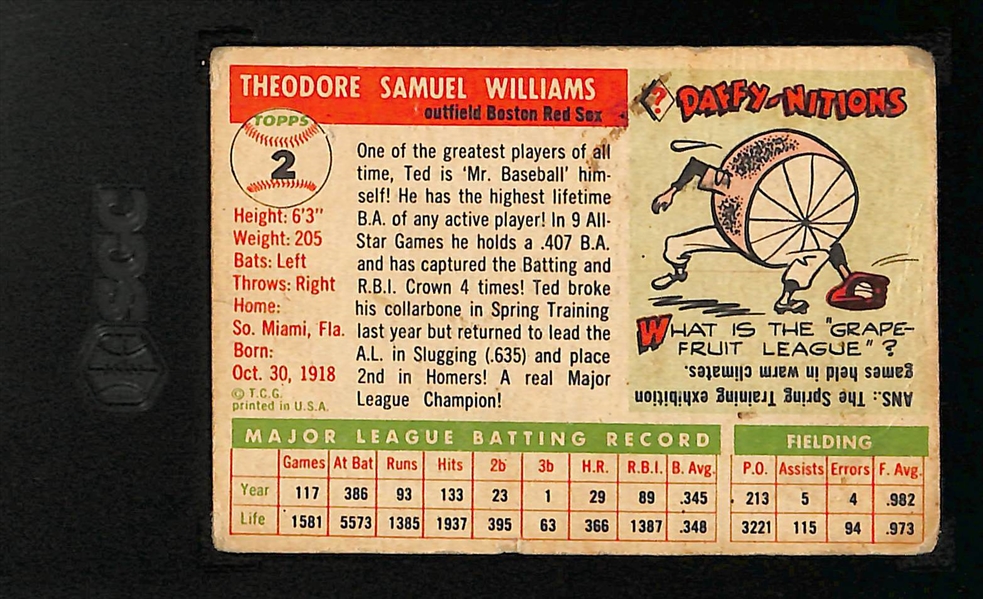 THEODORE SAMUEL WILLIAMS
outfield Boston Red Sox
TOPPS
2
Height: 6'3"
Weight: 205
Bats: Left
Throws: Right
Home:
So. Miami, Fla.
Born:
Oct. 30, 1918
© T.C.G.
printed in U.S.A.
One of the greatest players of all
time, Ted is 'Mr. Baseball' him-
self! He has the highest lifetime
B.A. of any active player! In 9 All-
Star Games he holds a .407 B.A.
and has captured the Batting and
R.B.I. Crown 4 times! Ted broke
his collarbone in Spring Training
last year but returned to lead the
A.L. in Slugging (.635) and place
2nd in Homers! A real Major
League Champion!
? DAFFY-NITIONS
WHAT IS THE "GRAPE-
FRUIT LEAGUE"?
ANS.: The Spring Training exhibition
games held in warm climates.
MAJOR LEAGUE BATTING RECORD
Games At Bat Runs Hits 2b 3b H.R. R.B.I. B. Avg.
Year 117 386 93 133 23 1 29 89 .345
Life 1581 5573 1385 1937 395 63 366 1387 .348
FIELDING
P.O. Assists Errors F. Avg.
213 5 4 .982
3221 115 94 .973
SGC